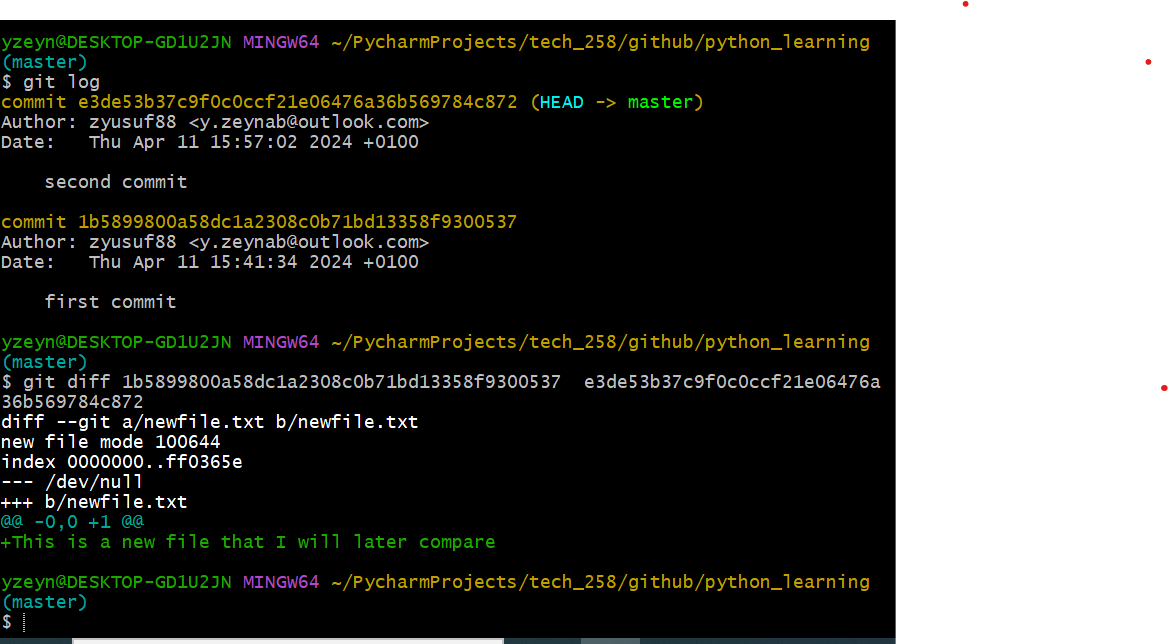 yzeyn@DESKTOP-GD1U2JN MINGW64 ~/PycharmProjects/tech_258/github/python_learning
(master)
$ git log
commit e3de53b37c9f0c0ccf21e06476a36b569784c872 (HEAD -> master)
Author: zyusuf88 <y.zeynab@outlook.com>
Date:   Thu Apr 11 15:57:02 2024 +0100
    second commit
commit 1b5899800a58dc1a2308c0b71bd13358f9300537
Author: zyusuf88 <y.zeynab@outlook.com>
Date:   Thu Apr 11 15:41:34 2024 +0100
    first commit
yzeyn@DESKTOP-GD1U2JN MINGW64 ~/PycharmProjects/tech_258/github/python_learning
(master)
$ git diff 1b5899800a58dc1a2308c0b71bd13358f9300537  e3de53b37c9f0c0ccf21e06476a
36b569784c872
diff --git a/newfile.txt b/newfile.txt
new file mode 100644
index 0000000..ff0365e
--- /dev/null
+++ b/newfile.txt
@@ -0,0 +1 @@
+This is a new file that I will later compare
yzeyn@DESKTOP-GD1U2JN MINGW64 ~/PycharmProjects/tech_258/github/python_learning
(master)
$